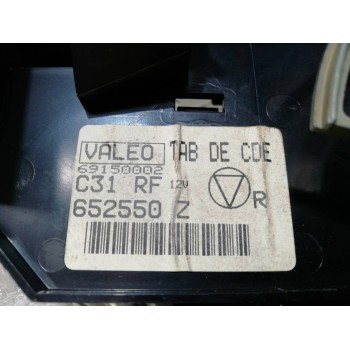 VALEO TAB DE CDE
69150002
C31 RF 12V
652550 Z R